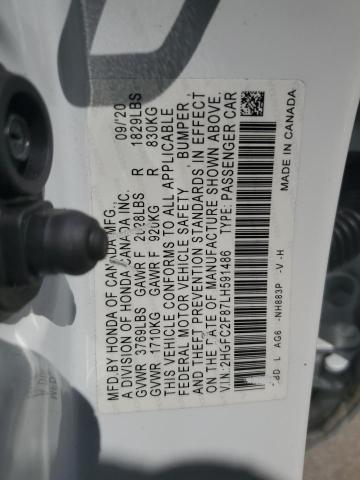 MFD.BY HONDA OF CANADA MFG. 09/20
A DIVISION OF HONDA CANADA INC.
GVWR 3769LBS GAWR F 2028LBS R 1829LBS
GVWR 1710KG GAWR F 920KG R 830KG
THIS VEHICLE CONFORMS TO ALL APPLICABLE
FEDERAL MOTOR VEHICLE SAFETY BUMPER,
AND THEFT PREVENTION STANDARDS IN EFFECT
ON THE DATE OF MANUFACTURE SHOWN ABOVE.
V.I.N.:2HGFC2F87LH591466 TYPE:PASSENGER CAR
L AG6 -NH883P -V -H
MADE IN CANADA